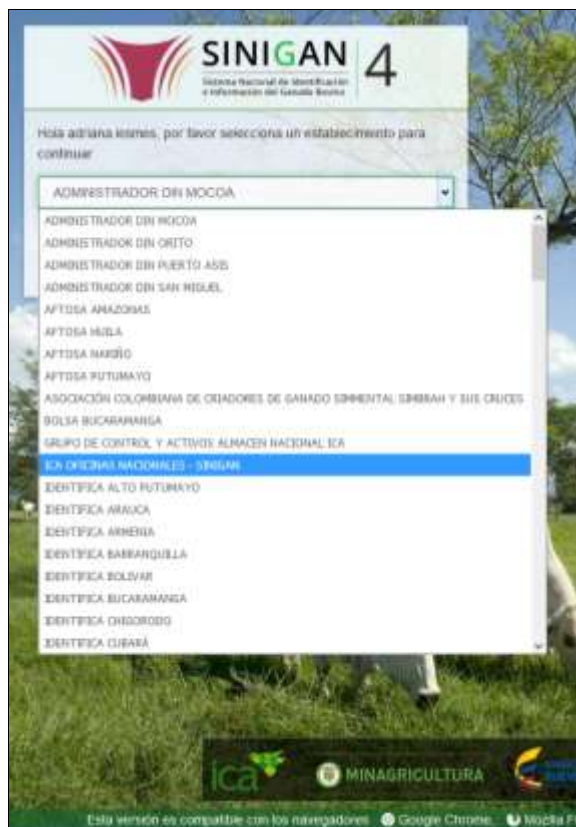 SINIGAN 4
Sistema Nacional de Identificación
e Información del Ganado Bovino
Hola adriana lesmes, por favor selecciona un establecimiento para
continuar
ADMINISTRADOR DIN MOCOA
ADMINISTRADOR DIN MOCOA
ADMINISTRADOR DIN ORITO
ADMINISTRADOR DIN PUERTO ASIS
ADMINISTRADOR DIN SAN MIGUEL
AFTOSA AMAZONAS
AFTOSA HUILA
AFTOSA NARIÑO
AFTOSA PUTUMAYO
ASOCIACIÓN COLOMBIANA DE CRIADORES DE GANADO SIMMENTAL SIMBRAH Y SUS CRUCES
BOLSA BUCARAMANGA
GRUPO DE CONTROL Y ACTIVOS ALMACEN NACIONAL ICA
ICA OFICINAS NACIONALES - SINIGAN
IDENTIFICA ALTO PUTUMAYO
IDENTIFICA ARAUCA
IDENTIFICA ARMENIA
IDENTIFICA BARRANQUILLA
IDENTIFICA BOLIVAR
IDENTIFICA BUCARAMANGA
IDENTIFICA CHIGORODO
IDENTIFICA CUBARÁ
ica MINAGRICULTURA
Esta versión es compatible con los navegadores Google Chrome, Mozilla F